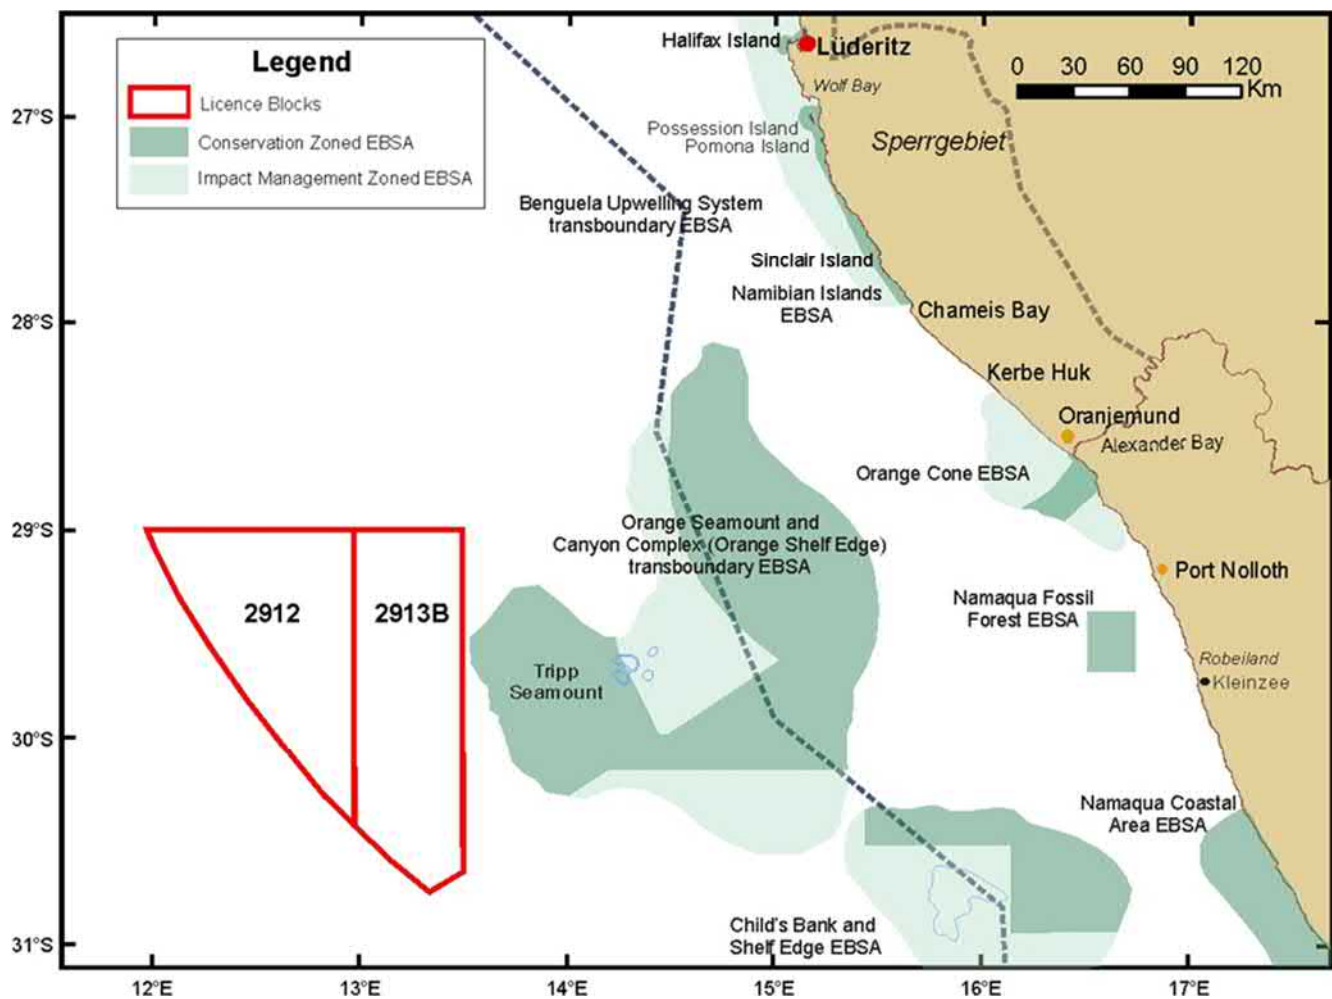 Legend
Licence Blocks
Conservation Zoned EBSA
Impact Management Zoned EBSA
Halifax Island
Lüderitz
0 30 60 90 120
Km
Wolf Bay
27°S
Possession Island
Pomona Island
Sperrgebiet
Benguela Upwelling System
transboundary EBSA
Sinclair Island
Namibian Islands
EBSA
Chameis Bay
28°S
Kerbe Huk
Oranjemund
Alexander Bay
Orange Cone EBSA
29°S
Orange Seamount and
Canyon Complex (Orange Shelf Edge)
transboundary EBSA
Port Nolloth
2912
2913B
Namaqua Fossil
Forest EBSA
Tripp
Seamount
Robeiland
Kleinzee
30°S
Namaqua Coastal
Area EBSA
Child's Bank and
Shelf Edge EBSA
31°S
12°E 13°E 14°E 15°E 16°E 17°E